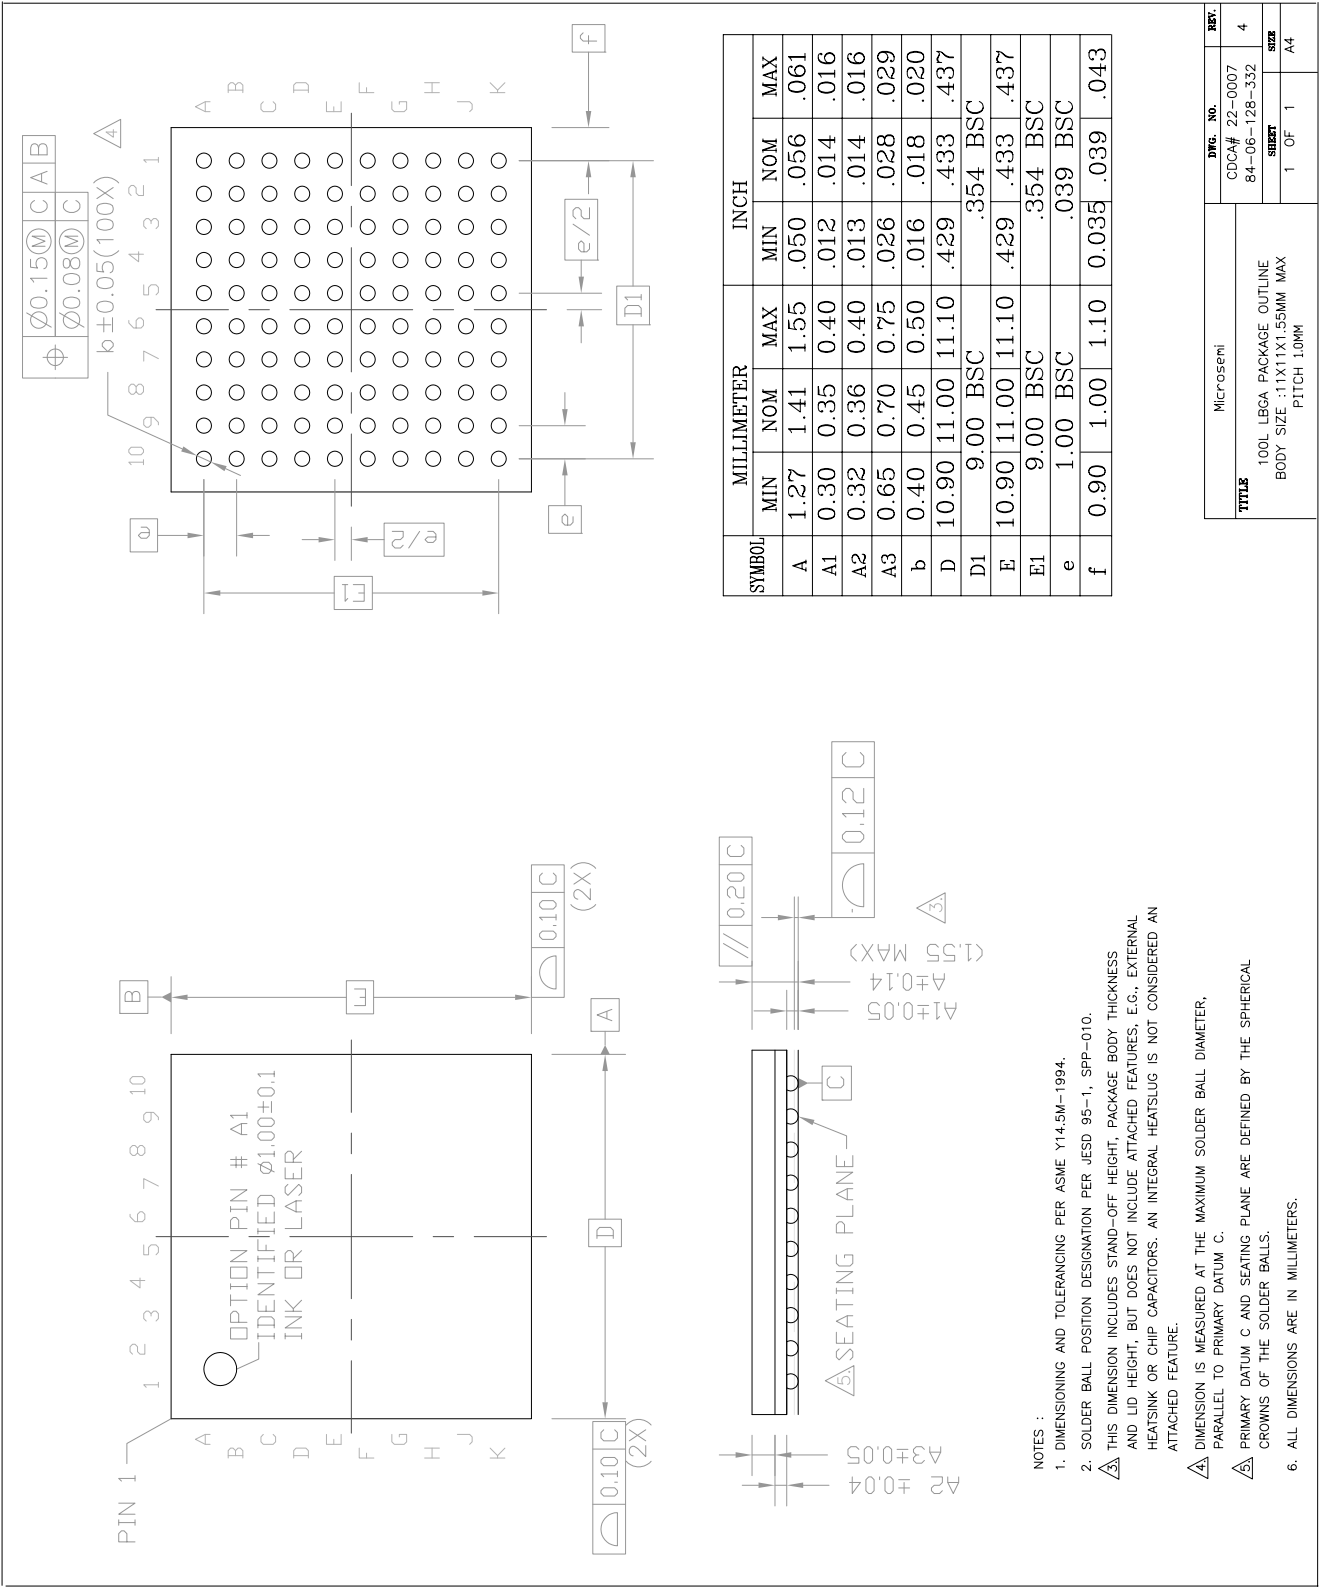 PIN 1
1 2 3 4 5 6 7 8 9 10
A
B
C
D
E
F
G
H
J
K
OPTION PIN # A1
IDENTIFIED Ø1.00±0.1
INK OR LASER
B
E
0.10 C
(2X)
A
D
0.10 C
(2X)
Ø0.15Ⓜ C A B
Ø0.08Ⓜ C
b±0.05(100X)
4
10 9 8 7 6 5 4 3 2 1
A
B
C
D
E
F
G
H
J
K
e
e/2
E1
e
D1
e/2
f
A2 ±0.04
A3±0.05
5. SEATING PLANE
C
A1±0.05
A±0.14
(1.55 MAX)
3.
// 0.20 C
0.12 C
SYMBOL MILLIMETER INCH
MIN NOM MAX MIN NOM MAX
A 1.27 1.41 1.55 .050 .056 .061
A1 0.30 0.35 0.40 .012 .014 .016
A2 0.32 0.36 0.40 .013 .014 .016
A3 0.65 0.70 0.75 .026 .028 .029
b 0.40 0.45 0.50 .016 .018 .020
D 10.90 11.00 11.10 .429 .433 .437
D1 9.00 BSC .354 BSC
E 10.90 11.00 11.10 .429 .433 .437
E1 9.00 BSC .354 BSC
e 1.00 BSC .039 BSC
f 0.90 1.00 1.10 0.035 .039 .043
NOTES :
1. DIMENSIONING AND TOLERANCING PER ASME Y14.5M-1994.
2. SOLDER BALL POSITION DESIGNATION PER JESD 95-1, SPP-010.
3. THIS DIMENSION INCLUDES STAND-OFF HEIGHT, PACKAGE BODY THICKNESS
AND LID HEIGHT, BUT DOES NOT INCLUDE ATTACHED FEATURES, E.G., EXTERNAL
HEATSINK OR CHIP CAPACITORS. AN INTEGRAL HEATSLUG IS NOT CONSIDERED AN
ATTACHED FEATURE.
4. DIMENSION IS MEASURED AT THE MAXIMUM SOLDER BALL DIAMETER,
PARALLEL TO PRIMARY DATUM C.
5. PRIMARY DATUM C AND SEATING PLANE ARE DEFINED BY THE SPHERICAL
CROWNS OF THE SOLDER BALLS.
6. ALL DIMENSIONS ARE IN MILLIMETERS.
Microsemi
TITLE
100L LBGA PACKAGE OUTLINE
BODY SIZE :11X11X1.55MM MAX
PITCH 1.0MM
DWG. NO.
CDCA# 22-0007
84-06-128-332
REV.
4
SHEET
1 OF 1
SIZE
A4